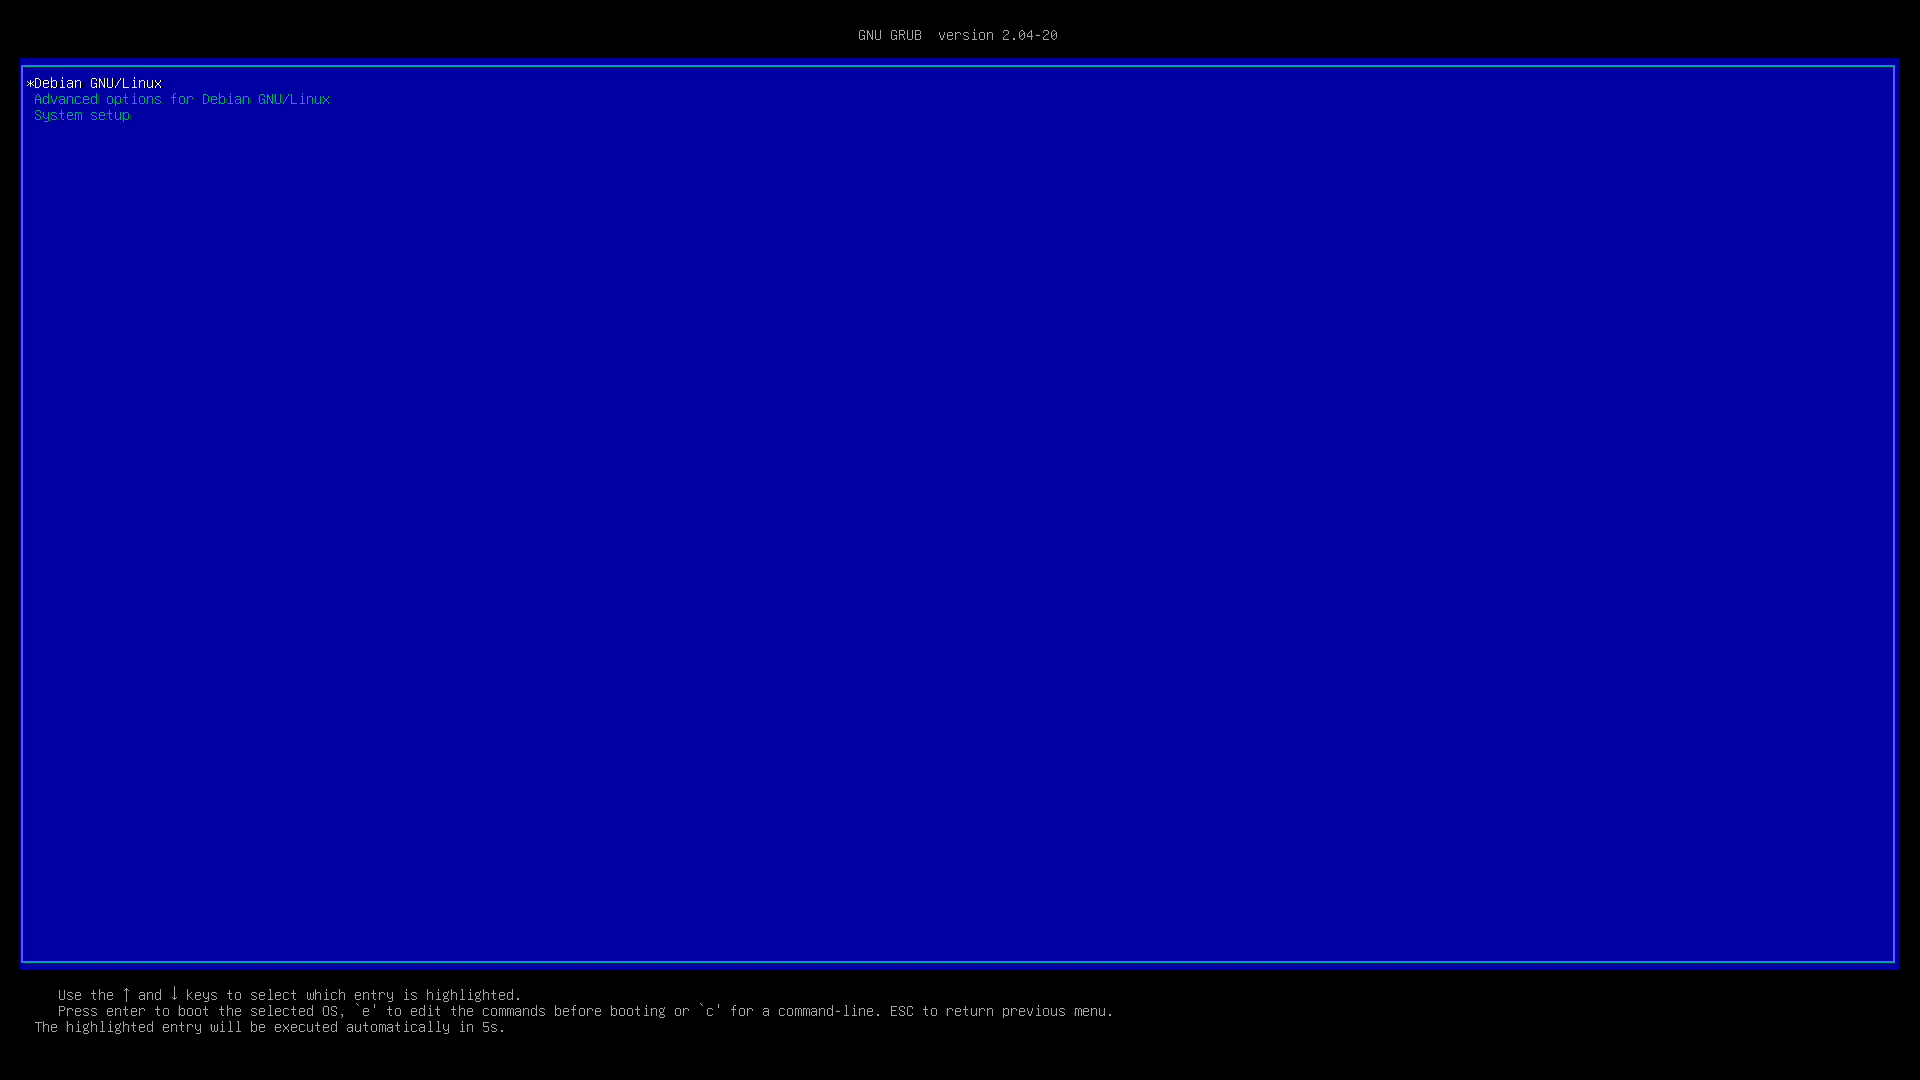 GNU GRUB  version 2.04-20
*Debian GNU/Linux
Advanced options for Debian GNU/Linux
System setup
Use the ↑ and ↓ keys to select which entry is highlighted.
Press enter to boot the selected OS, `e' to edit the commands before booting or `c' for a command-line. ESC to return previous menu.
The highlighted entry will be executed automatically in 5s.